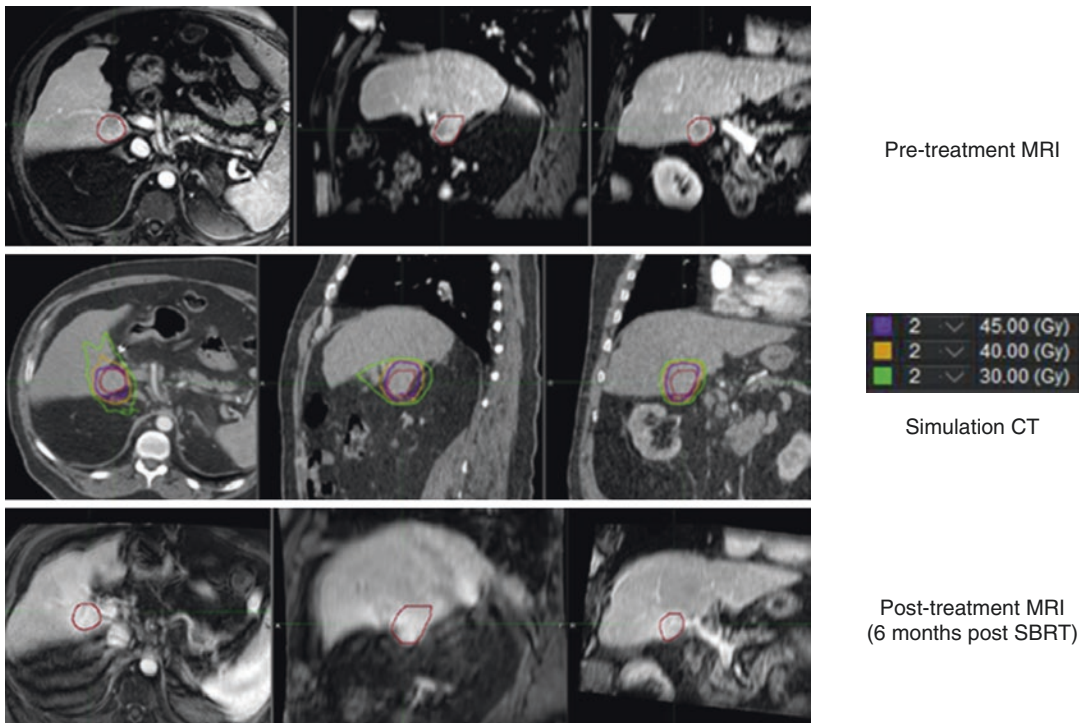 Pre-treatment MRI
2 45.00 (Gy)
2 40.00 (Gy)
2 30.00 (Gy)
Simulation CT
Post-treatment MRI
(6 months post SBRT)